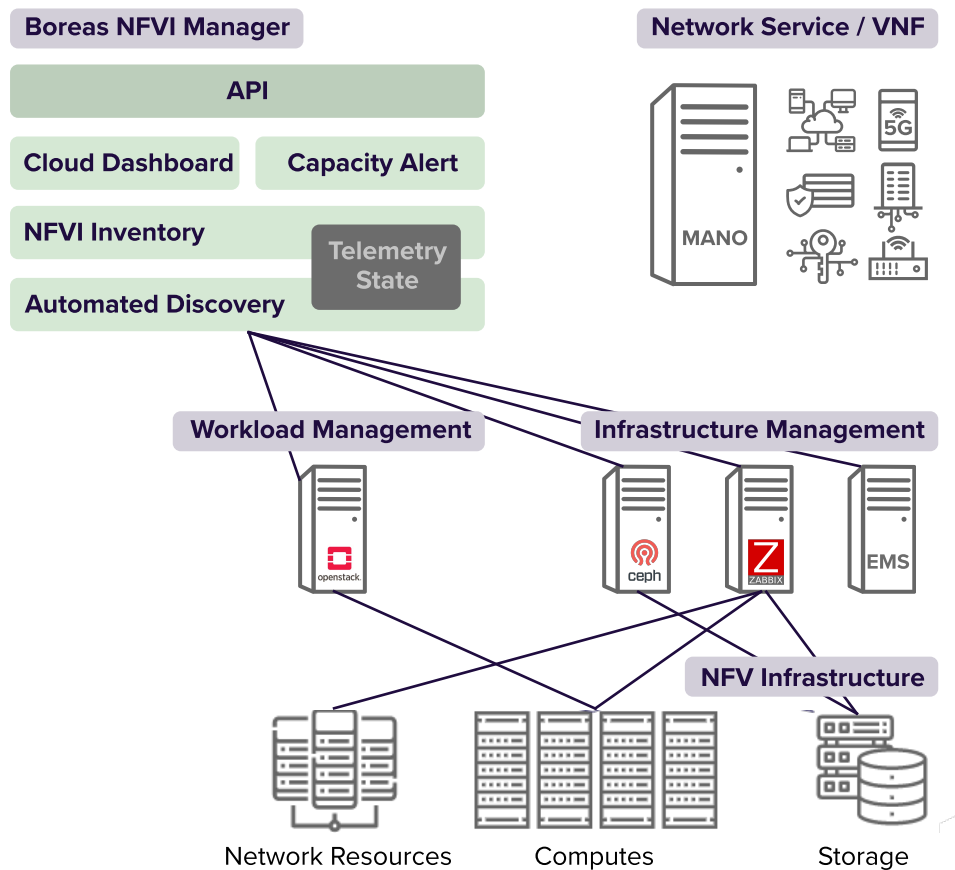 Boreas NFVI Manager
Network Service / VNF
API
Cloud Dashboard
Capacity Alert
NFVI Inventory
Telemetry
State
Automated Discovery
MANO
5G
Workload Management
Infrastructure Management
openstack.
ceph
Z
ZABBIX
EMS
NFV Infrastructure
Network Resources
Computes
Storage